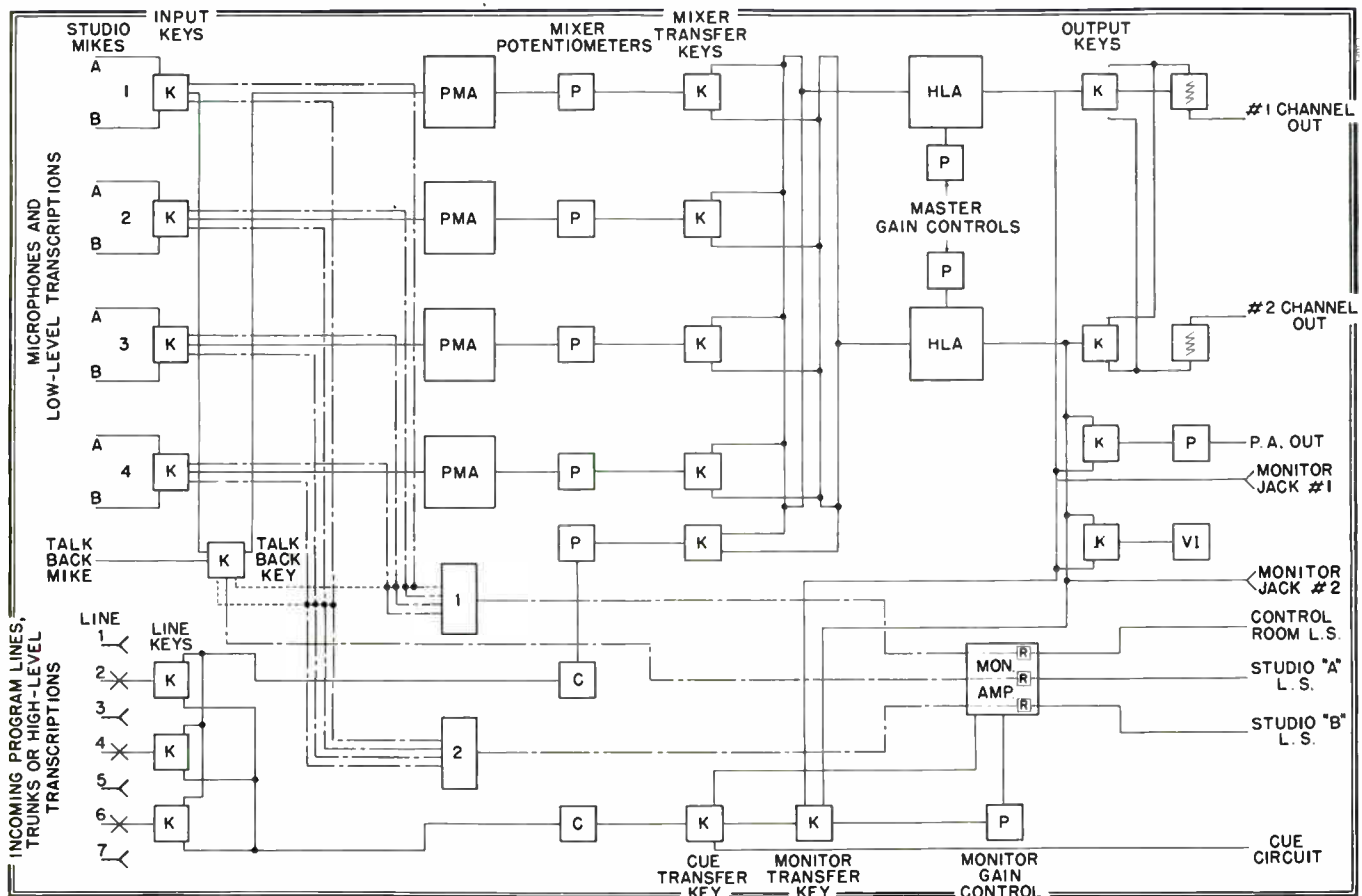 STUDIO MIKES
INPUT KEYS
MIXER POTENTIOMETERS
MIXER TRANSFER KEYS
OUTPUT KEYS
MICROPHONES AND LOW-LEVEL TRANSCRIPTIONS
A
1
B
K
PMA
P
K
HLA
K
#1 CHANNEL OUT
P
A
2
B
K
PMA
P
K
MASTER GAIN CONTROLS
P
A
3
B
K
PMA
P
K
HLA
K
#2 CHANNEL OUT
A
4
B
K
PMA
P
K
K
P
P.A. OUT
MONITOR JACK #1
TALK BACK MIKE
K
TALK BACK KEY
P
K
K
VI
MONITOR JACK #2
1
INCOMING PROGRAM LINES, TRUNKS OR HIGH-LEVEL TRANSCRIPTIONS
LINE
LINE KEYS
1
2
K
3
4
K
5
6
K
7
C
2
MON. AMP.
R
R
R
CONTROL ROOM L.S.
STUDIO "A" L.S.
STUDIO "B" L.S.
C
K
K
P
CUE TRANSFER KEY
MONITOR TRANSFER KEY
MONITOR GAIN CONTROL
CUE CIRCUIT